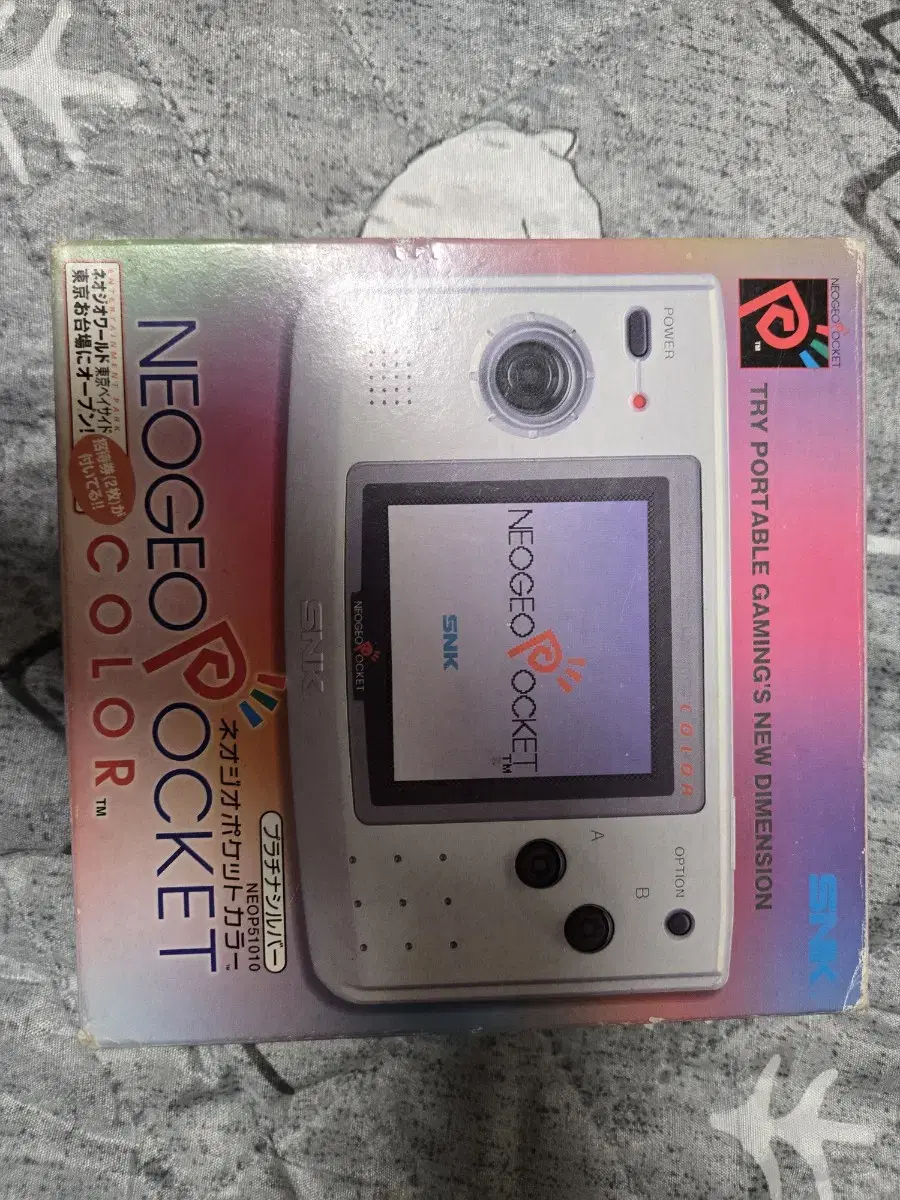 NEOGEO POCKET
TM
TRY PORTABLE GAMING'S NEW DIMENSION
SNK
POWER
COLOR
OPTION
A
B
NEOGEO POCKET
TM
SNK
NEOGEO POCKET
SNK
プラチナシルバー
NEOP51010
ネオジオポケットカラー
NEOGEO POCKET
COLOR
TM
ENTERTAINMENT PARK
ネオジオワールド東京ベイサイド
東京お台場にオープン!
招待券(2枚)が
付いてる!!